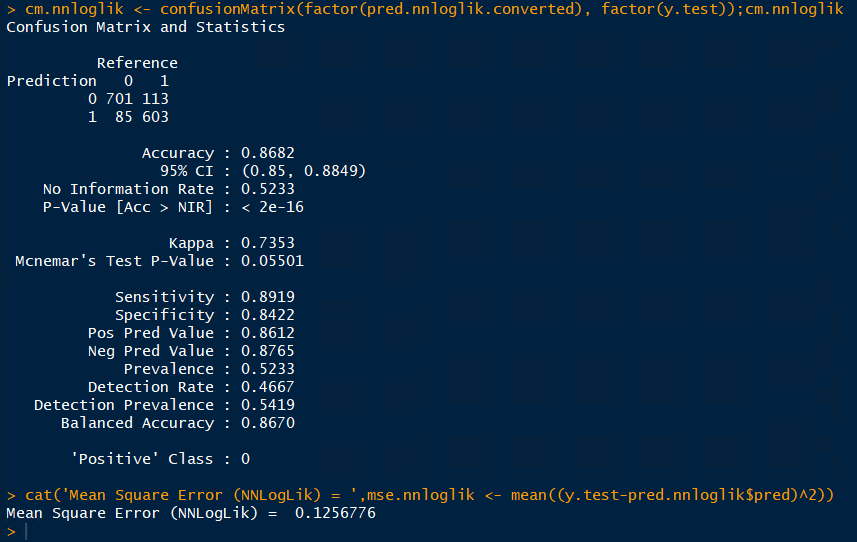 > cm.nnloglik <- confusionMatrix(factor(pred.nnloglik.converted), factor(y.test));cm.nnloglik
Confusion Matrix and Statistics
Reference
Prediction   0   1
0 701 113
1  85 603
Accuracy : 0.8682
95% CI : (0.85, 0.8849)
No Information Rate : 0.5233
P-Value [Acc > NIR] : < 2e-16
Kappa : 0.7353
Mcnemar's Test P-Value : 0.05501
Sensitivity : 0.8919
Specificity : 0.8422
Pos Pred Value : 0.8612
Neg Pred Value : 0.8765
Prevalence : 0.5233
Detection Rate : 0.4667
Detection Prevalence : 0.5419
Balanced Accuracy : 0.8670
'Positive' Class : 0
> cat('Mean Square Error (NNLogLik) = ',mse.nnloglik <- mean((y.test-pred.nnloglik$pred)^2))
Mean Square Error (NNLogLik) =  0.1256776
>